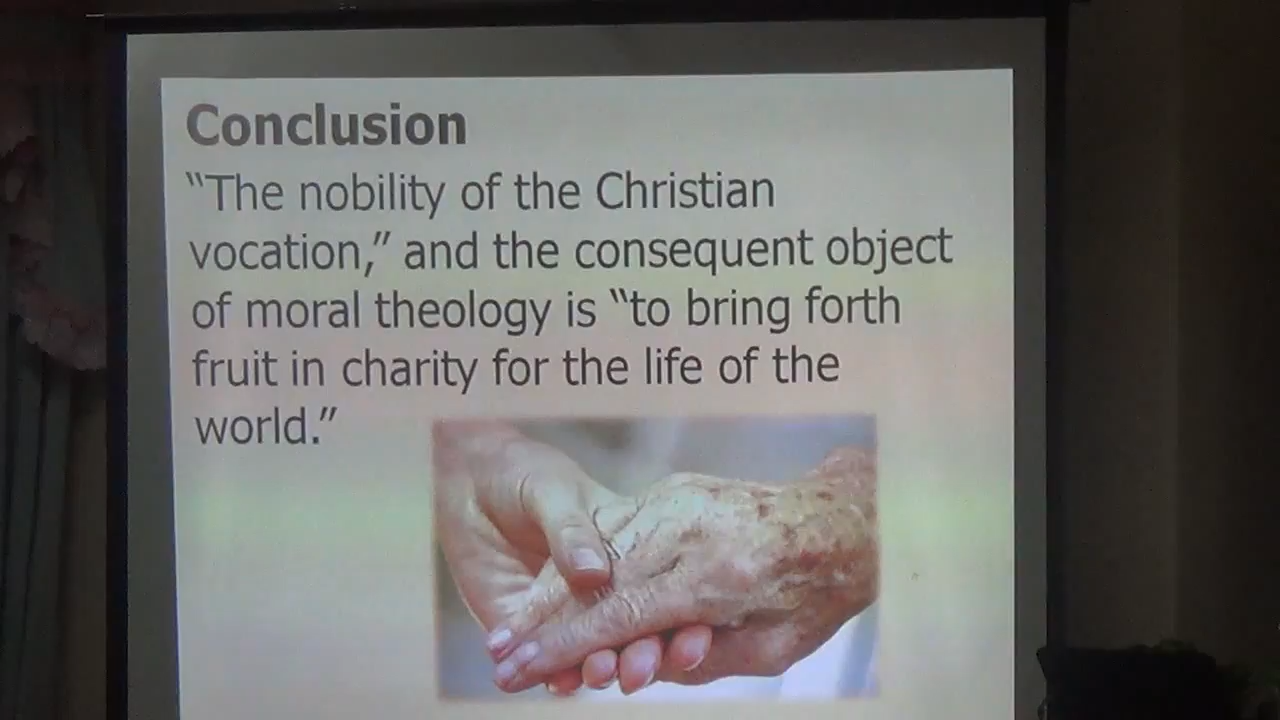 Conclusion
“The nobility of the Christian
vocation,” and the consequent object
of moral theology is “to bring forth
fruit in charity for the life of the
world.”